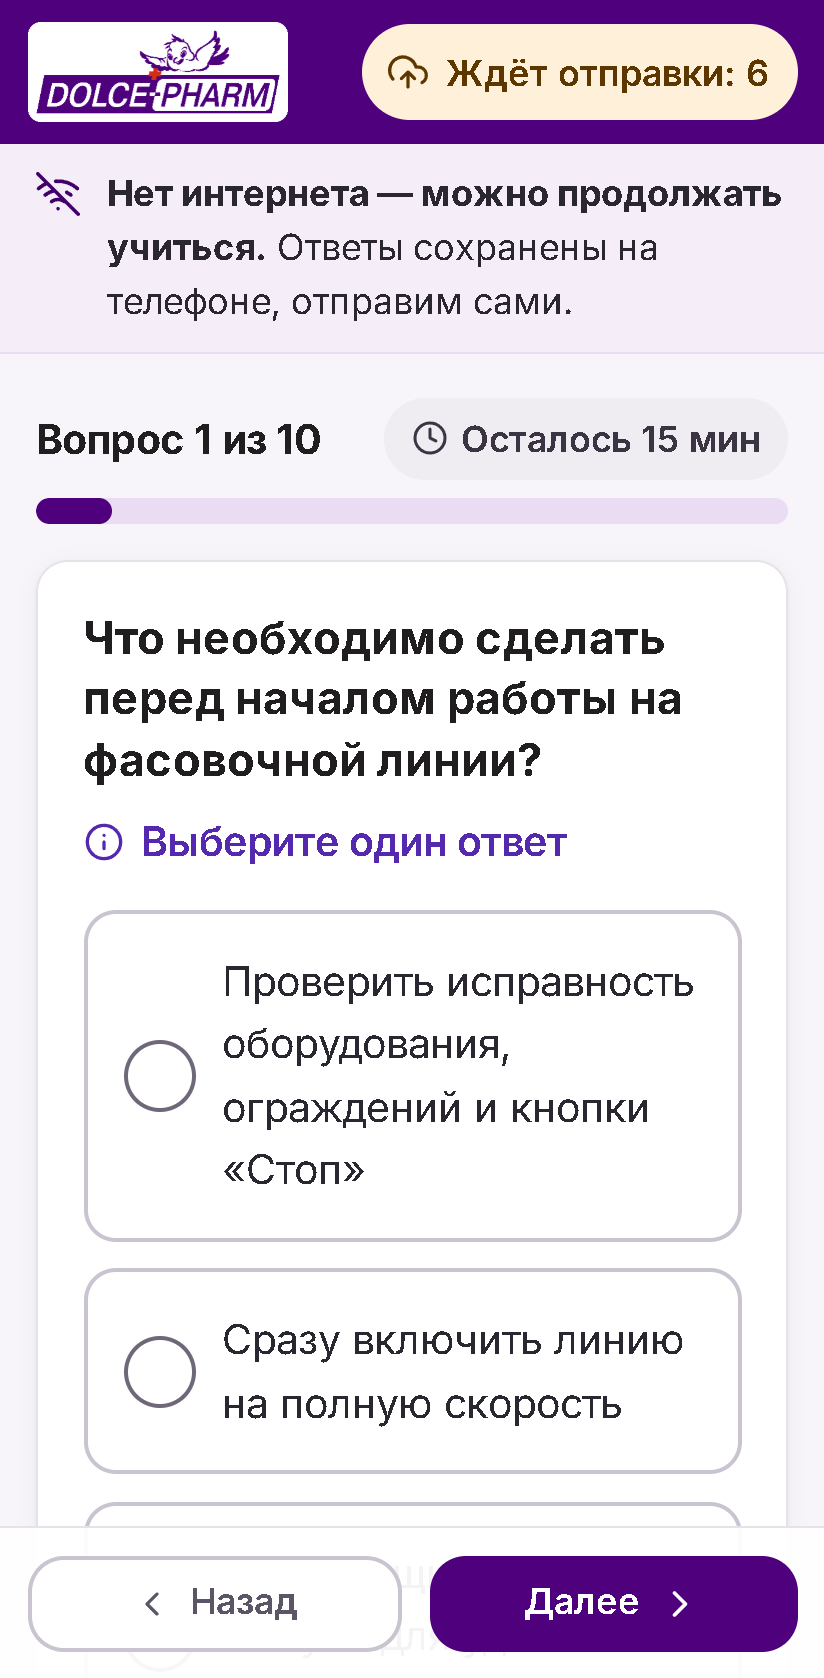 DOLCE-PHARM
Ждёт отправки: 6
Нет интернета — можно продолжать
учиться. Ответы сохранены на
телефоне, отправим сами.
Вопрос 1 из 10
Осталось 15 мин
Что необходимо сделать
перед началом работы на
фасовочной линии?
Выберите один ответ
Проверить исправность
оборудования,
ограждений и кнопки
«Стоп»
Сразу включить линию
на полную скорость
Назад
Далее